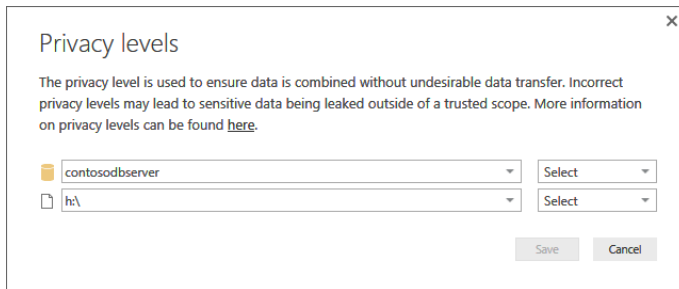 Privacy levels
The privacy level is used to ensure data is combined without undesirable data transfer. Incorrect
privacy levels may lead to sensitive data being leaked outside of a trusted scope. More information
on privacy levels can be found here.
contosodbserver Select
h:\ Select
Save Cancel